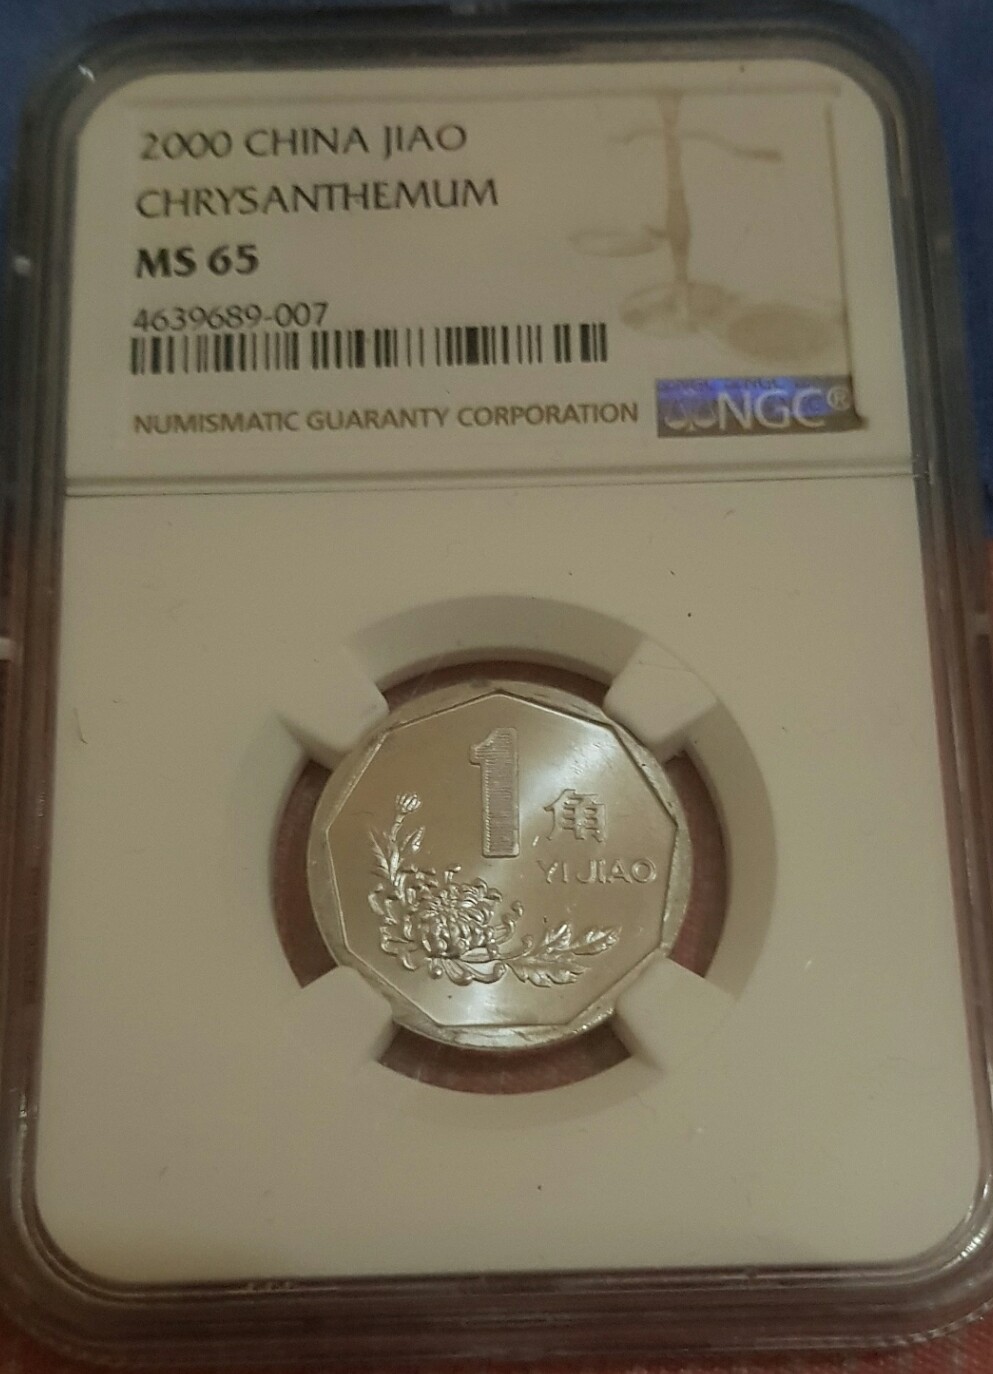 2000 CHINA JIAO
CHRYSANTHEMUM
MS 65
4639689-007
NUMISMATIC GUARANTY CORPORATION NGC®
1 角
YI JIAO